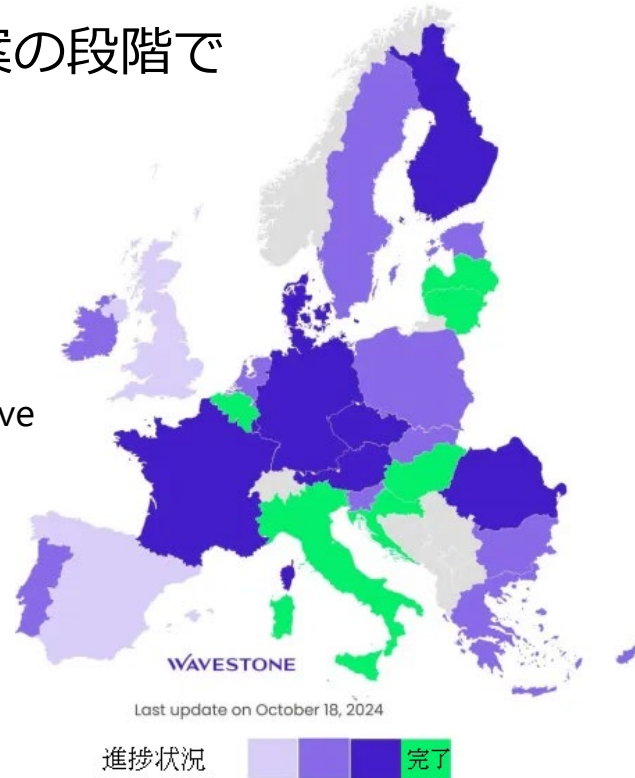 案の段階で
ve
WAVESTONE
Last update on October 18, 2024
進捗状況
完了